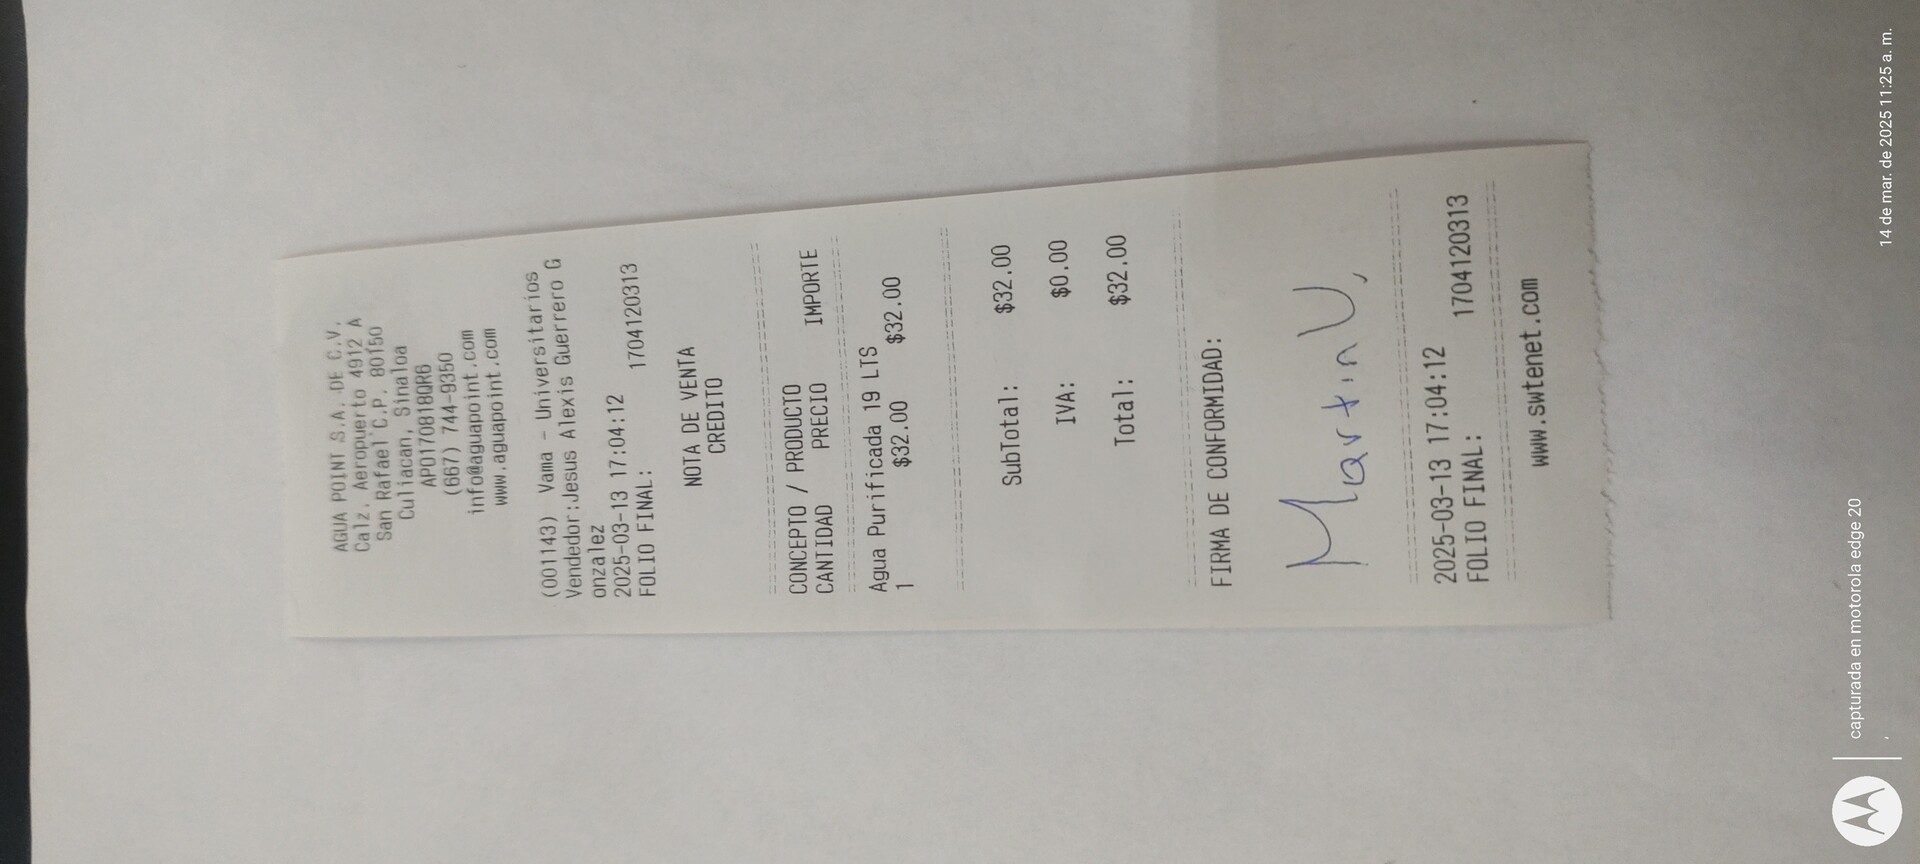 AGUA POINT S.A. DE C.V.
Calz. Aeropuerto 4912 A
San Rafael C.P. 80150
Culiacan, Sinaloa
APO170818QR6
(667) 744-9350
info@aguapoint.com
www.aguapoint.com
(001143) Vama - Universitarios
Vendedor:Jesus Alexis Guerrero G
onzalez
2025-03-13 17:04:12
FOLIO FINAL: 1704120313
NOTA DE VENTA
CREDITO
CONCEPTO / PRODUCTO
CANTIDAD PRECIO IMPORTE
Agua Purificada 19 LTS
1 $32.00 $32.00
SubTotal: $32.00
IVA: $0.00
Total: $32.00
FIRMA DE CONFORMIDAD:
Martin U,
2025-03-13 17:04:12
FOLIO FINAL: 1704120313
www.swtenet.com
capturada en motorola edge 20
14 de mar. de 2025 11:25 a. m.